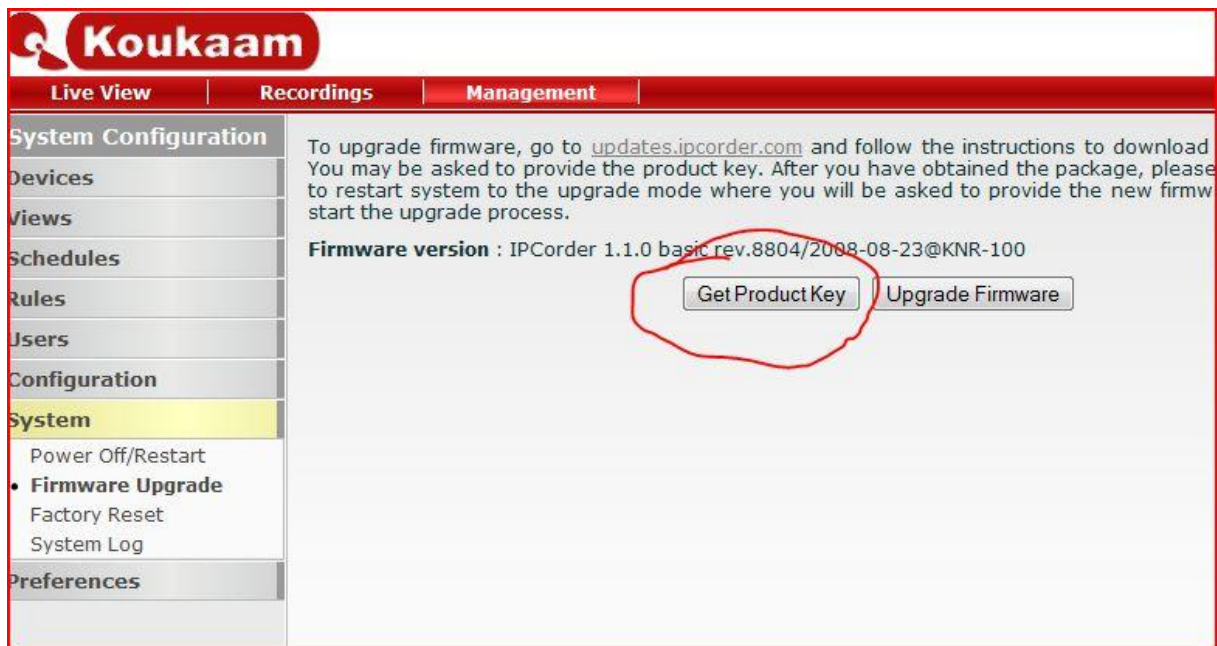 Koukaam
Live View Recordings Management
System Configuration
Devices
Views
Schedules
Rules
Users
Configuration
System
Power Off/Restart
• Firmware Upgrade
Factory Reset
System Log
Preferences
To upgrade firmware, go to updates.ipcorder.com and follow the instructions to download
You may be asked to provide the product key. After you have obtained the package, please
to restart system to the upgrade mode where you will be asked to provide the new firmw
start the upgrade process.
Firmware version : IPCorder 1.1.0 basic rev.8804/2008-08-23@KNR-100
Get Product Key Upgrade Firmware